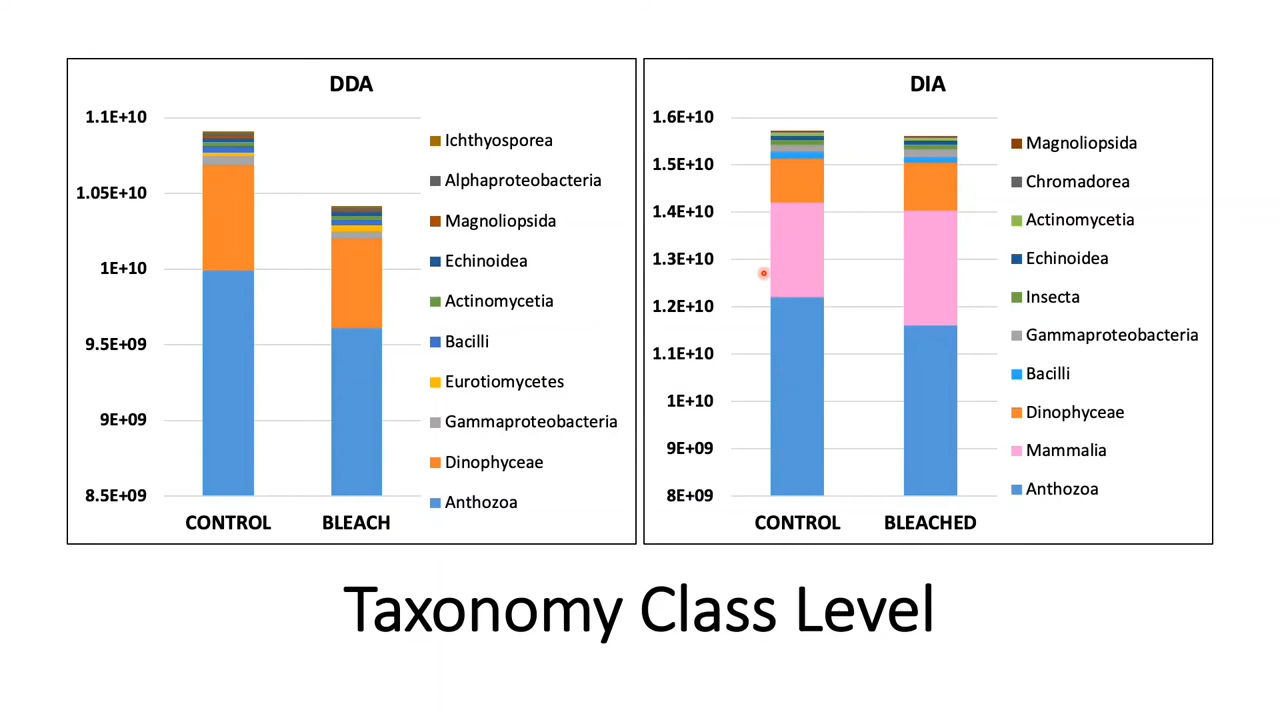 DDA
1.1E+10
1.05E+10
1E+10
9.5E+09
9E+09
8.5E+09
CONTROL
BLEACH
Ichthyosporea
Alphaproteobacteria
Magnoliopsida
Echinoidea
Actinomycetia
Bacilli
Eurotiomycetes
Gammaproteobacteria
Dinophyceae
Anthozoa
DIA
1.6E+10
1.5E+10
1.4E+10
1.3E+10
1.2E+10
1.1E+10
1E+10
9E+09
8E+09
CONTROL
BLEACHED
Magnoliopsida
Chromadorea
Actinomycetia
Echinoidea
Insecta
Gammaproteobacteria
Bacilli
Dinophyceae
Mammalia
Anthozoa
Taxonomy Class Level